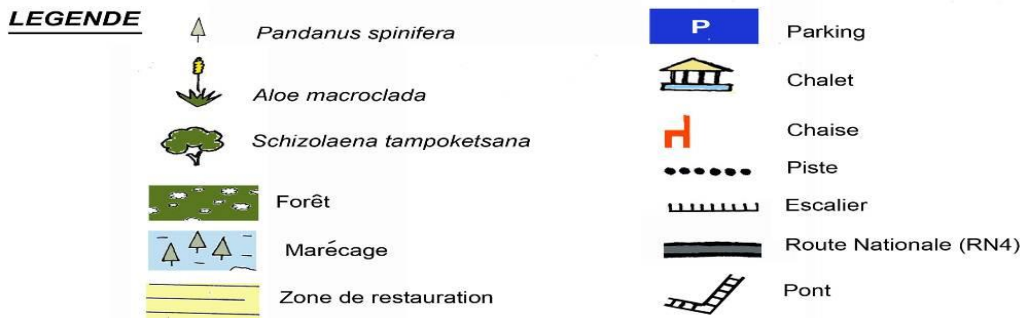 LEGENDE
Pandanus spinifera
Aloe macroclada
Schizolaena tampoketsana
Forêt
Marécage
Zone de restauration
P
Parking
Chalet
Chaise
Piste
Escalier
Route Nationale (RN4)
Pont